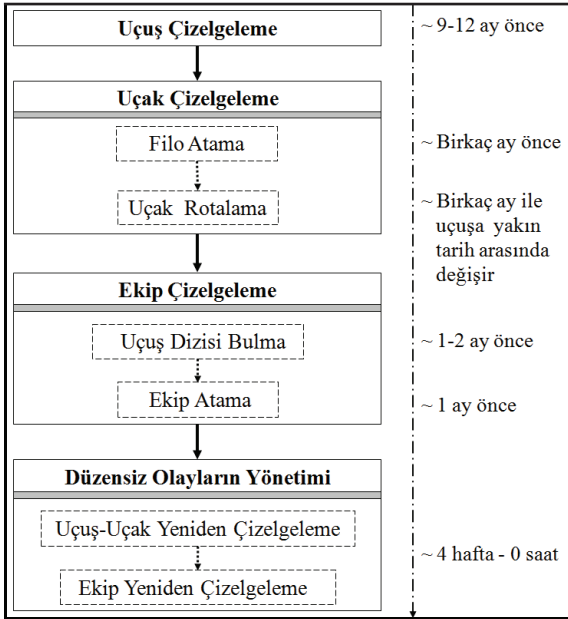 Uçuş Çizelgeleme
~ 9-12 ay önce
Uçak Çizelgeleme
Filo Atama
~ Birkaç ay önce
Uçak Rotalama
~ Birkaç ay ile
uçuşa yakın
tarih arasında
değişir
Ekip Çizelgeleme
Uçuş Dizisi Bulma
~ 1-2 ay önce
Ekip Atama
~ 1 ay önce
Düzensiz Olayların Yönetimi
Uçuş-Uçak Yeniden Çizelgeleme
~ 4 hafta - 0 saat
Ekip Yeniden Çizelgeleme